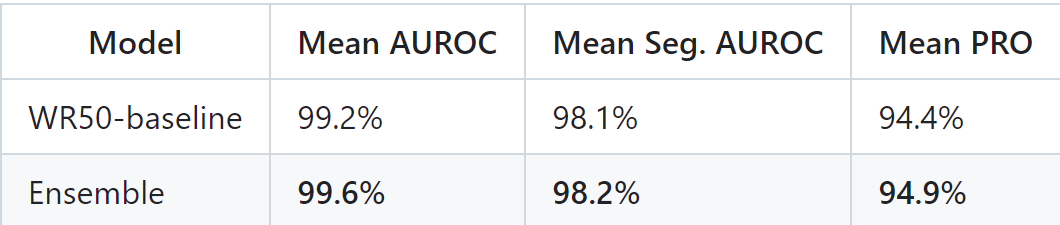 Model Mean AUROC Mean Seg. AUROC Mean PRO
WR50-baseline 99.2% 98.1% 94.4%
Ensemble 99.6% 98.2% 94.9%